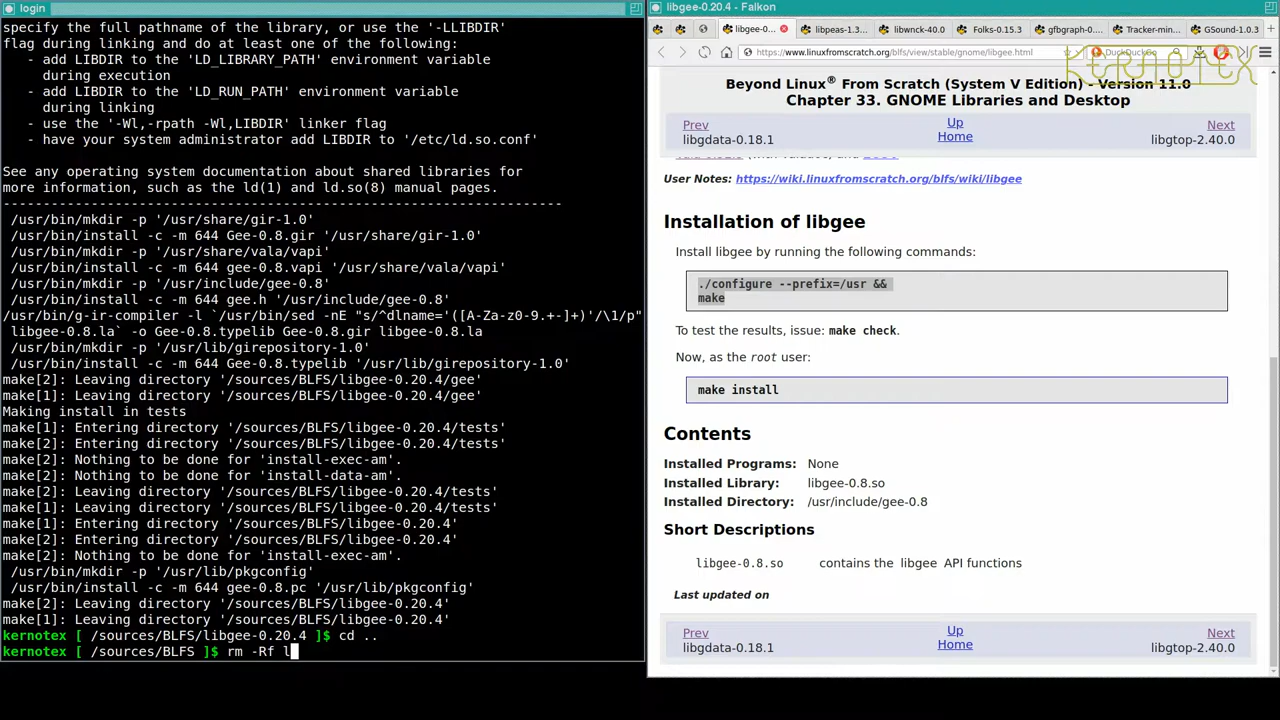 login
specify the full pathname of the library, or use the '-LLIBDIR'
flag during linking and do at least one of the following:
- add LIBDIR to the 'LD_LIBRARY_PATH' environment variable
during execution
- add LIBDIR to the 'LD_RUN_PATH' environment variable
during linking
- use the '-Wl,-rpath -Wl,LIBDIR' linker flag
- have your system administrator add LIBDIR to '/etc/ld.so.conf'
See any operating system documentation about shared libraries for
more information, such as the ld(1) and ld.so(8) manual pages.
----------------------------------------------------------------------
/usr/bin/mkdir -p '/usr/share/gir-1.0'
/usr/bin/install -c -m 644 Gee-0.8.gir '/usr/share/gir-1.0'
/usr/bin/mkdir -p '/usr/share/vala/vapi'
/usr/bin/install -c -m 644 gee-0.8.vapi '/usr/share/vala/vapi'
/usr/bin/mkdir -p '/usr/include/gee-0.8'
/usr/bin/install -c -m 644 gee.h '/usr/include/gee-0.8'
/usr/bin/g-ir-compiler -l `/usr/bin/sed -nE "s/^dlname='([A-Za-z0-9.+-]+)'/\1/p"
libgee-0.8.la` -o Gee-0.8.typelib Gee-0.8.gir libgee-0.8.la
/usr/bin/mkdir -p '/usr/lib/girepository-1.0'
/usr/bin/install -c -m 644 Gee-0.8.typelib '/usr/lib/girepository-1.0'
make[2]: Leaving directory '/sources/BLFS/libgee-0.20.4/gee'
make[1]: Leaving directory '/sources/BLFS/libgee-0.20.4/gee'
Making install in tests
make[1]: Entering directory '/sources/BLFS/libgee-0.20.4/tests'
make[2]: Entering directory '/sources/BLFS/libgee-0.20.4/tests'
make[2]: Nothing to be done for 'install-exec-am'.
make[2]: Nothing to be done for 'install-data-am'.
make[2]: Leaving directory '/sources/BLFS/libgee-0.20.4/tests'
make[1]: Leaving directory '/sources/BLFS/libgee-0.20.4/tests'
make[1]: Entering directory '/sources/BLFS/libgee-0.20.4'
make[2]: Entering directory '/sources/BLFS/libgee-0.20.4'
make[2]: Nothing to be done for 'install-exec-am'.
/usr/bin/mkdir -p '/usr/lib/pkgconfig'
/usr/bin/install -c -m 644 gee-0.8.pc '/usr/lib/pkgconfig'
make[2]: Leaving directory '/sources/BLFS/libgee-0.20.4'
make[1]: Leaving directory '/sources/BLFS/libgee-0.20.4'
kernotex [ /sources/BLFS/libgee-0.20.4 ]$ cd ..
kernotex [ /sources/BLFS ]$ rm -Rf l
libgee-0.20.4 - Falkon
libgee-0... libpeas-1.3... libwnck-40.0 Folks-0.15.3 gfbgraph-0... Tracker-min... GSound-1.0.3
https://www.linuxfromscratch.org/blfs/view/stable/gnome/libgee.html DuckDuckGo
KERNOTEX
Beyond Linux® From Scratch (System V Edition) - Version 11.0
Chapter 33. GNOME Libraries and Desktop
Prev Up Next
libgdata-0.18.1 Home libgtop-2.40.0
User Notes: https://wiki.linuxfromscratch.org/blfs/wiki/libgee
Installation of libgee
Install libgee by running the following commands:
./configure --prefix=/usr &&
make
To test the results, issue: make check.
Now, as the root user:
make install
Contents
Installed Programs: None
Installed Library: libgee-0.8.so
Installed Directory: /usr/include/gee-0.8
Short Descriptions
libgee-0.8.so contains the libgee API functions
Last updated on
Prev Up Next
libgdata-0.18.1 Home libgtop-2.40.0